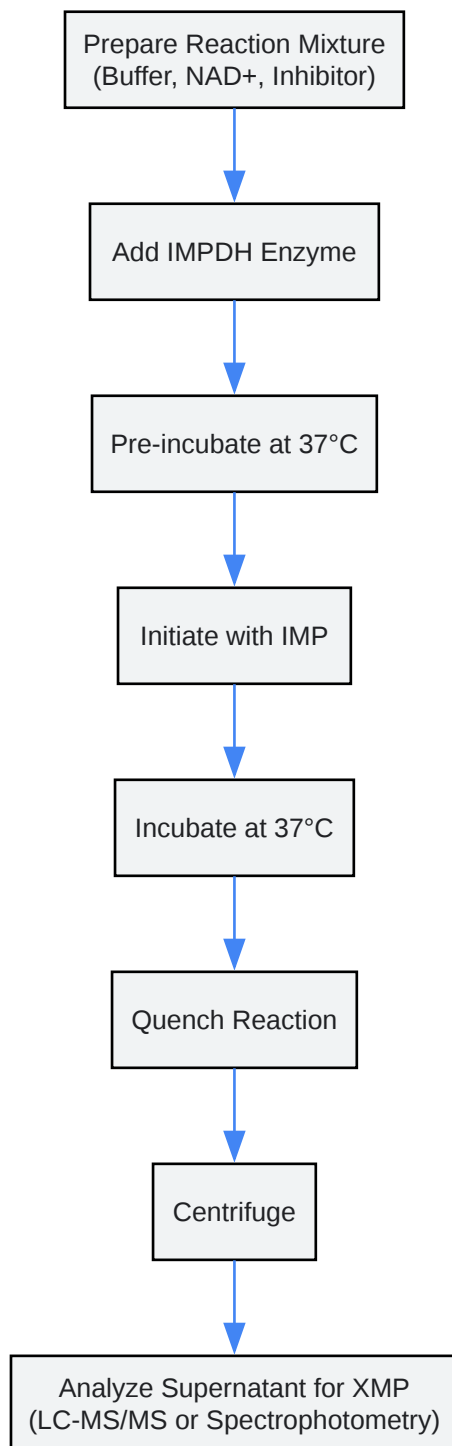 Prepare Reaction Mixture
(Buffer, NAD+, Inhibitor)
Add IMPDH Enzyme
Pre-incubate at 37°C
Initiate with IMP
Incubate at 37°C
Quench Reaction
Centrifuge
Analyze Supernatant for XMP
(LC-MS/MS or Spectrophotometry)